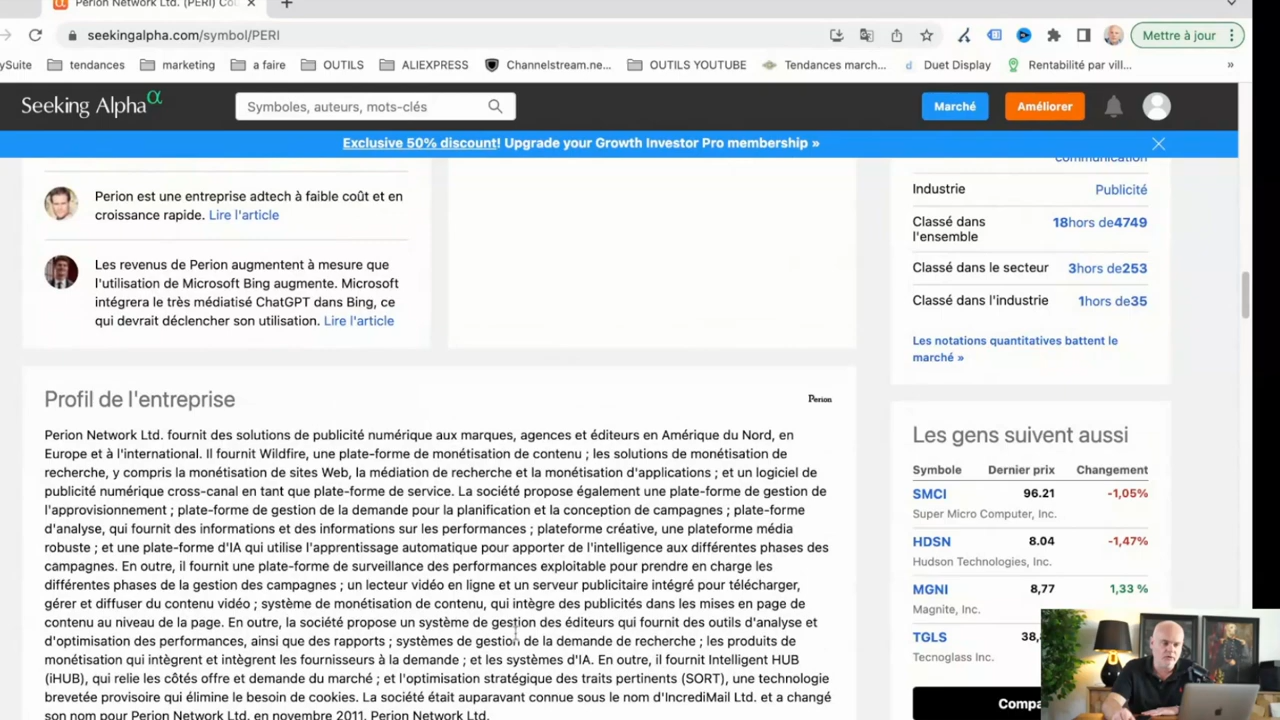 Perion Network Ltd. (PERI) Co
seekingalpha.com/symbol/PERI
Mettre à jour
ySuite
tendances
marketing
a faire
OUTILS
ALIEXPRESS
Channelstream.ne...
OUTILS YOUTUBE
Tendances march...
Duet Display
Rentabilité par vill...
»
Seeking Alpha α
Symboles, auteurs, mots-clés
Marché
Améliorer
Exclusive 50% discount! Upgrade your Growth Investor Pro membership »
Perion est une entreprise adtech à faible coût et en
croissance rapide. Lire l'article
Les revenus de Perion augmentent à mesure que
l'utilisation de Microsoft Bing augmente. Microsoft
intégrera le très médiatisé ChatGPT dans Bing, ce
qui devrait déclencher son utilisation. Lire l'article
communication
Industrie Publicité
Classé dans
l'ensemble
18hors de4749
Classé dans le secteur 3hors de253
Classé dans l'industrie 1hors de35
Les notations quantitatives battent le
marché »
Profil de l'entreprise
Perion
Perion Network Ltd. fournit des solutions de publicité numérique aux marques, agences et éditeurs en Amérique du Nord, en
Europe et à l'international. Il fournit Wildfire, une plate-forme de monétisation de contenu ; les solutions de monétisation de
recherche, y compris la monétisation de sites Web, la médiation de recherche et la monétisation d'applications ; et un logiciel de
publicité numérique cross-canal en tant que plate-forme de service. La société propose également une plate-forme de gestion de
l'approvisionnement ; plate-forme de gestion de la demande pour la planification et la conception de campagnes ; plate-forme
d'analyse, qui fournit des informations et des informations sur les performances ; plateforme créative, une plateforme média
robuste ; et une plate-forme d'IA qui utilise l'apprentissage automatique pour apporter de l'intelligence aux différentes phases des
campagnes. En outre, il fournit une plate-forme de surveillance des performances exploitable pour prendre en charge les
différentes phases de la gestion des campagnes ; un lecteur vidéo en ligne et un serveur publicitaire intégré pour télécharger,
gérer et diffuser du contenu vidéo ; système de monétisation de contenu, qui intègre des publicités dans les mises en page de
contenu au niveau de la page. En outre, la société propose un système de gestion des éditeurs qui fournit des outils d'analyse et
d'optimisation des performances, ainsi que des rapports ; systèmes de gestion de la demande de recherche ; les produits de
monétisation qui intègrent et intègrent les fournisseurs à la demande ; et les systèmes d'IA. En outre, il fournit Intelligent HUB
(iHUB), qui relie les côtés offre et demande du marché ; et l'optimisation stratégique des traits pertinents (SORT), une technologie
brevetée provisoire qui élimine le besoin de cookies. La société était auparavant connue sous le nom d'IncrediMail Ltd. et a changé
son nom pour Perion Network Ltd. en novembre 2011. Perion Network Ltd.
Les gens suivent aussi
Symbole Dernier prix Changement
SMCI 96.21 -1,05%
Super Micro Computer, Inc.
HDSN 8.04 -1,47%
Hudson Technologies, Inc.
MGNI 8,77 1,33 %
Magnite, Inc.
TGLS 38,
Tecnoglass Inc.
Compa